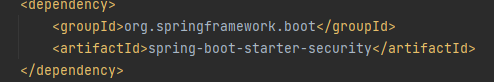 <dependency>
<groupId>org.springframework.boot</groupId>
<artifactId>spring-boot-starter-security</artifactId>
</dependency>